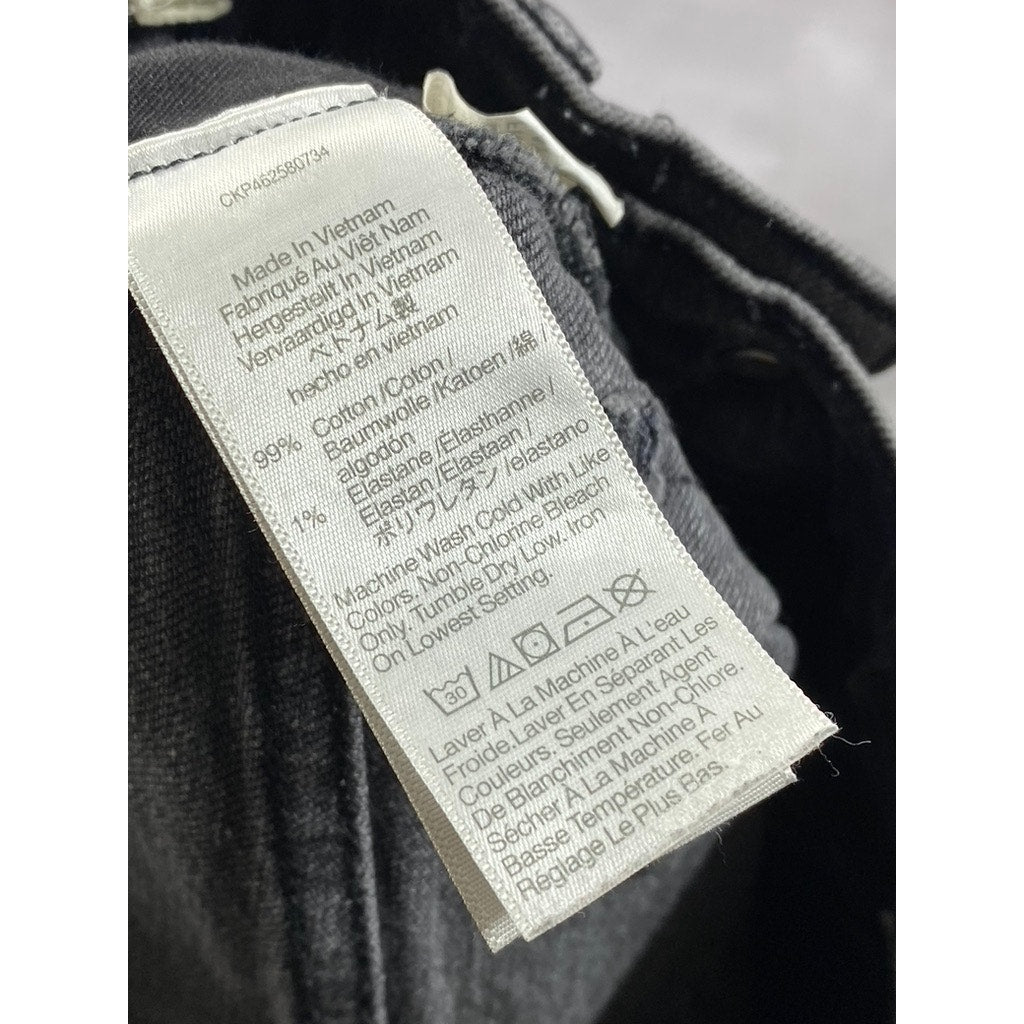 CKP462580734
Made In Vietnam
Fabriqué Au Viêt Nam
Hergestellt In Vietnam
Vervaardigd In Vietnam
ベトナム製
hecho en vietnam
99% Cotton /Coton /
Baumwolle /Katoen /綿 /
algodón
1% Elastane /Elasthanne /
Elastan /Elastaan /
ポリウレタン /elastano
Machine Wash Cold With Like
Colors. Non-Chlorine Bleach
Only. Tumble Dry Low. Iron
On Lowest Setting.
30
Laver À La Machine À L'eau
Froide.Laver En Séparant Les
Couleurs. Seulement Agent
De Blanchiment Non-Chlore.
Sécher À La Machine À
Basse Température. Fer Au
Reglage Le Plus Bas.